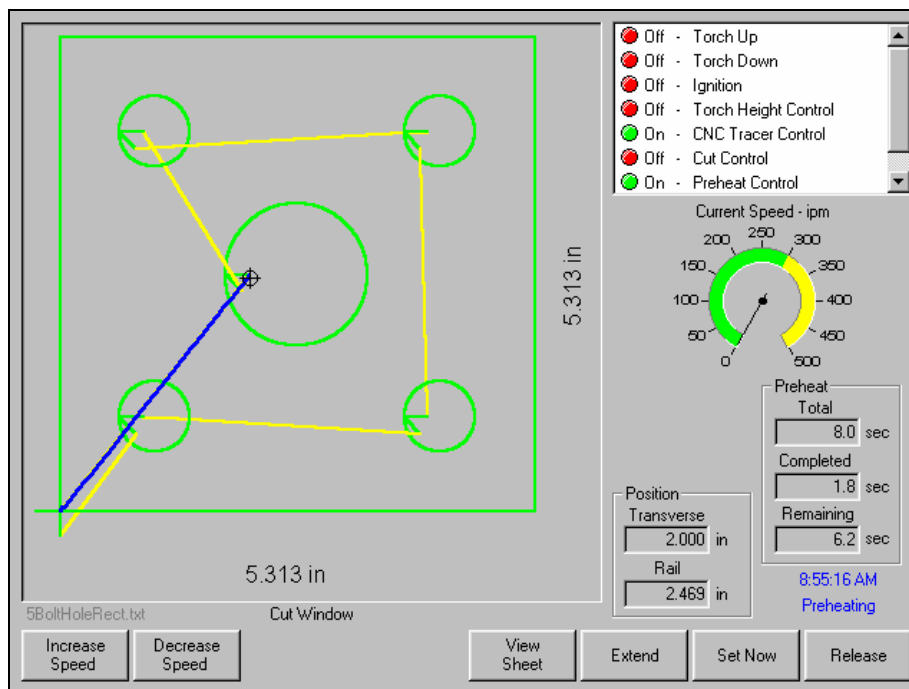 Off - Torch Up
Off - Torch Down
Off - Ignition
Off - Torch Height Control
On - CNC Tracer Control
Off - Cut Control
On - Preheat Control
Current Speed - ipm
0 50 100 150 200 250 300 350 400 450 500
5.313 in
5.313 in
Preheat
Total
8.0 sec
Completed
1.8 sec
Remaining
6.2 sec
Position
Transverse
2.000 in
Rail
2.469 in
8:55:16 AM
Preheating
5BoltHoleRect.txt
Cut Window
Increase
Speed
Decrease
Speed
View
Sheet
Extend
Set Now
Release